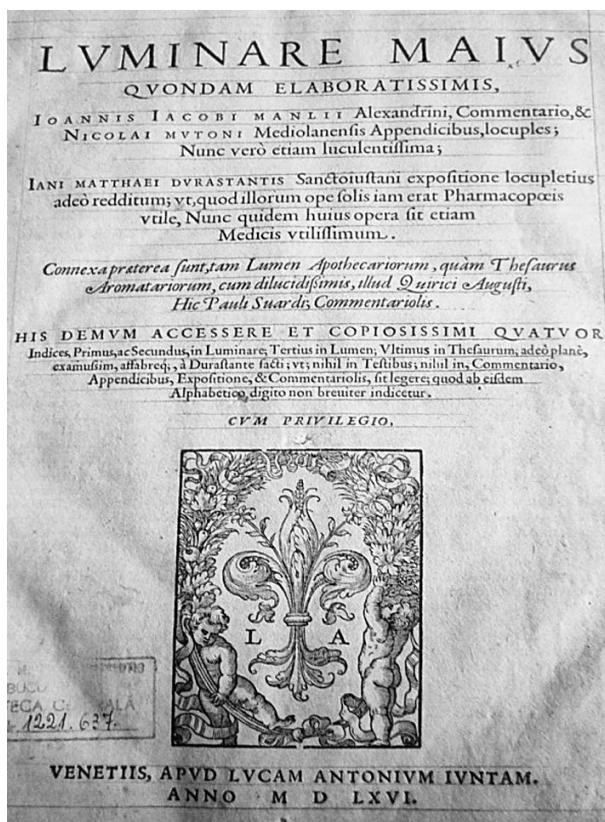 LVMINARE MAIVS
QVONDAM ELABORATISSIMIS,
IOANNIS IACOBI MANLII Alexandrini, Commentario, &
NICOLAI MVTONI Mediolanensis Appendicibus, locuples;
Nunc verò etiam luculentissima;
IANI MATTHAEI DVRASTANTIS Sanctoiustani expositione locupletius
adeò redditum; vt, quod illorum ope solis iam erat Pharmacopœis
vtile, Nunc quidem huius opera sit etiam
Medicis vtilissimum.
Connexa præterea sunt, tam Lumen Apothecariorum, quàm Thesaurus
Aromatariorum, cum dilucidissimis, illud Quirici Augusti,
Hic Pauli Suardi; Commentariolis.
HIS DEMVM ACCESSERE ET COPIOSISSIMI QVATVOR
Indices, Primus, ac Secundus, in Luminare; Tertius in Lumen; Vltimus in Thesaurum; adeò planè,
examussim, affabreq;, à Durastante facti; vt; nihil in Textibus; nihil in, Commentario,
Appendicibus, Expositione, & Commentariolis, sit legere; quod ab eisdem
Alphabetico, digito non breuiter indicetur.
CVM PRIVILEGIO,
L A
1221.637.
VENETIIS, APVD LVCAM ANTONIVM IVNTAM.
ANNO M D LXVI.